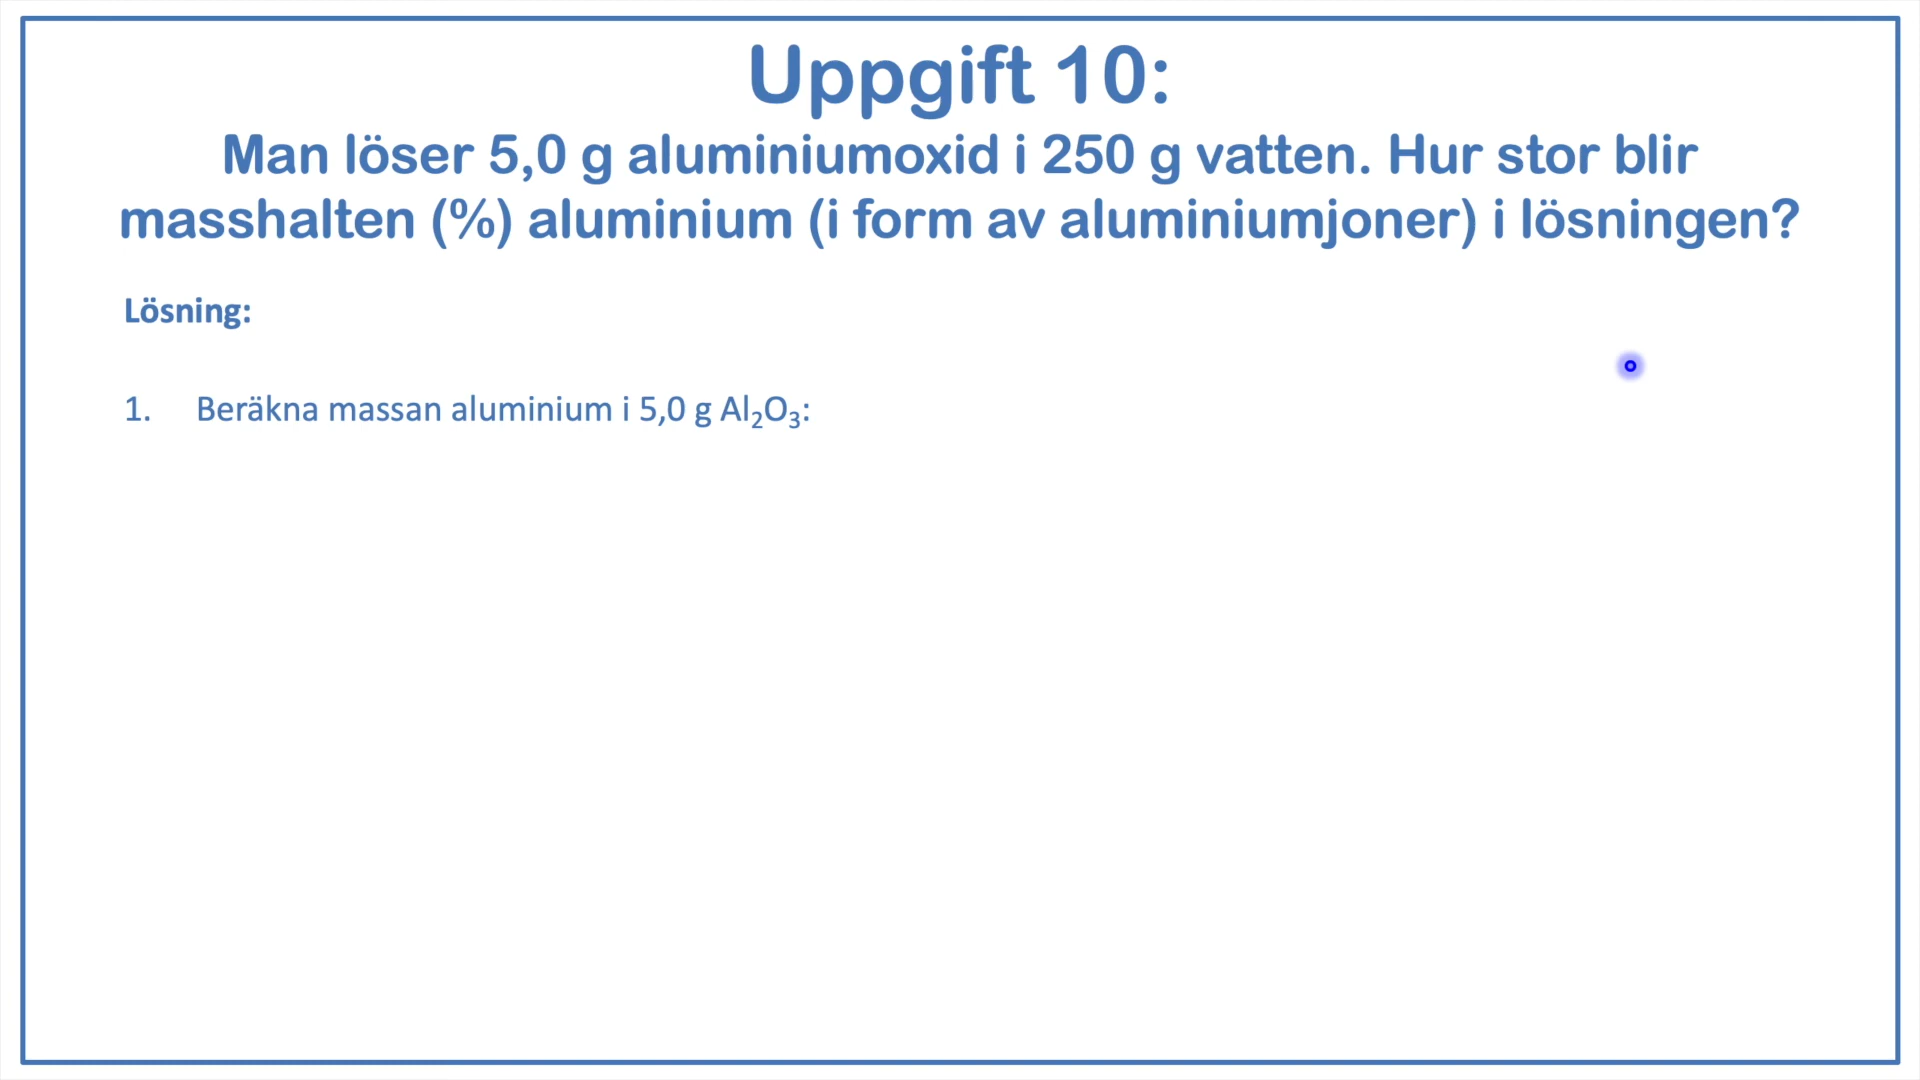 Uppgift 10:
Man löser 5,0 g aluminiumoxid i 250 g vatten. Hur stor blir
masshalten (%) aluminium (i form av aluminiumjoner) i lösningen?
Lösning:
1. Beräkna massan aluminium i 5,0 g Al₂O₃: